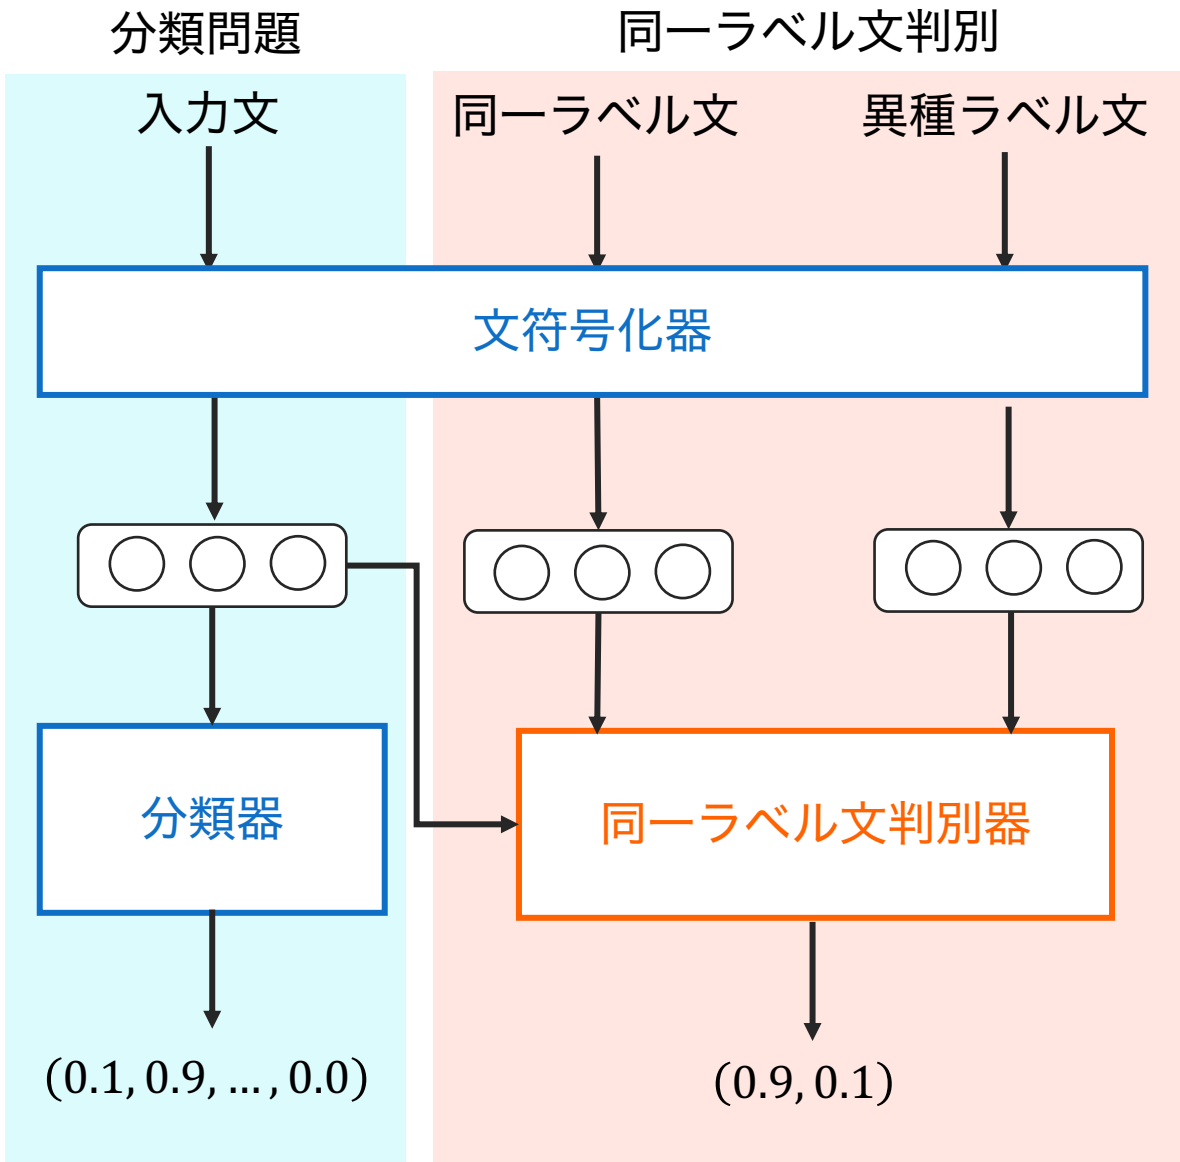 分類問題
同一ラベル文判別
入力文
同一ラベル文
異種ラベル文
文符号化器
分類器
同一ラベル文判別器
(0.1, 0.9, … , 0.0)
(0.9, 0.1)